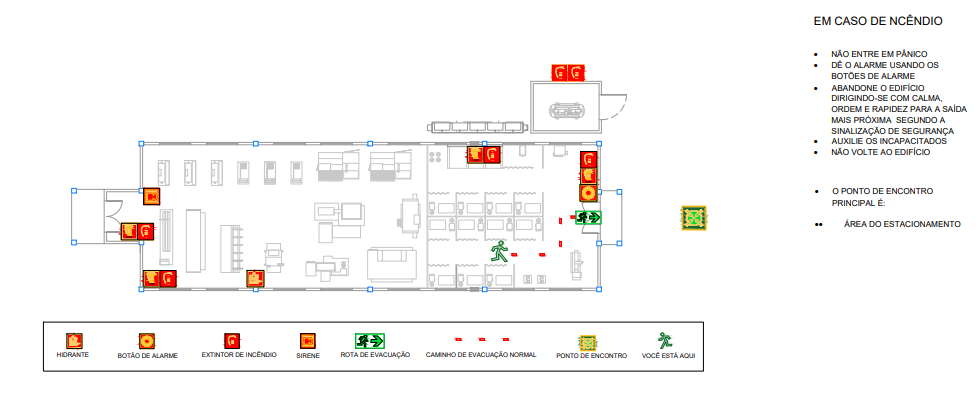 EM CASO DE NCÊNDIO
• NÃO ENTRE EM PÂNICO
• DÊ O ALARME USANDO OS
BOTÕES DE ALARME
• ABANDONE O EDIFÍCIO
DIRIGINDO-SE COM CALMA,
ORDEM E RAPIDEZ PARA A SAÍDA
MAIS PRÓXIMA SEGUNDO A
SINALIZAÇÃO DE SEGURANÇA
• AUXILIE OS INCAPACITADOS
• NÃO VOLTE AO EDIFÍCIO
• O PONTO DE ENCONTRO
PRINCIPAL É:
•• ÁREA DO ESTACIONAMENTO
HIDRANTE
BOTÃO DE ALARME
EXTINTOR DE INCÊNDIO
SIRENE
ROTA DE EVACUAÇÃO
CAMINHO DE EVACUAÇÃO NORMAL
PONTO DE ENCONTRO
VOCÊ ESTÁ AQUI